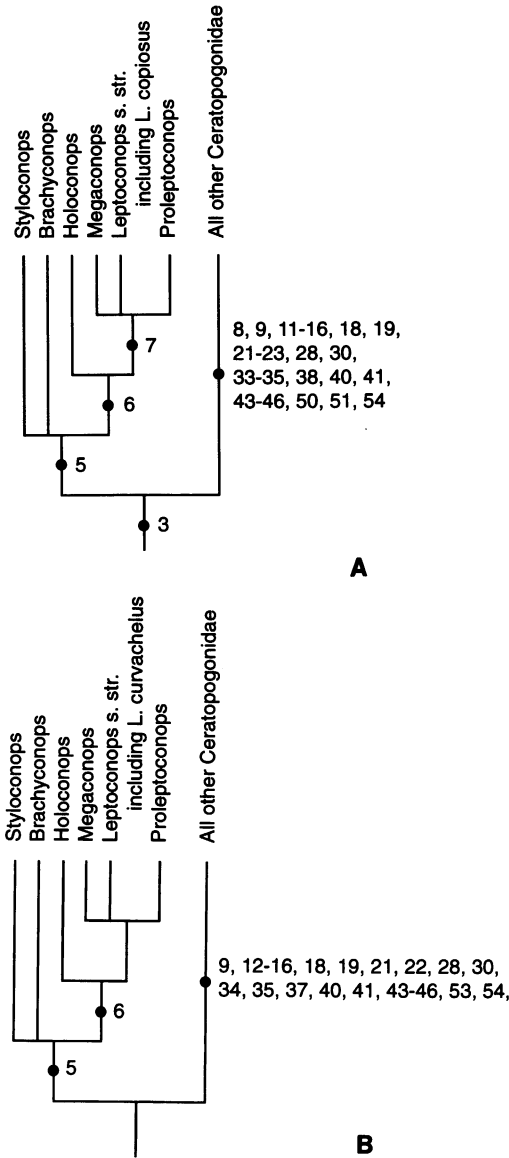 Styloconops
Brachyconops
Holoconops
Megaconops
Leptoconops s. str.
including L. copiosus
Proleptoconops
All other Ceratopogonidae
8, 9, 11-16, 18, 19,
21-23, 28, 30,
33-35, 38, 40, 41,
43-46, 50, 51, 54
7
6
5
3
A
Styloconops
Brachyconops
Holoconops
Megaconops
Leptoconops s. str.
including L. curvachelus
Proleptoconops
All other Ceratopogonidae
9, 12-16, 18, 19, 21, 22, 28, 30,
34, 35, 37, 40, 41, 43-46, 53, 54,
6
5
B